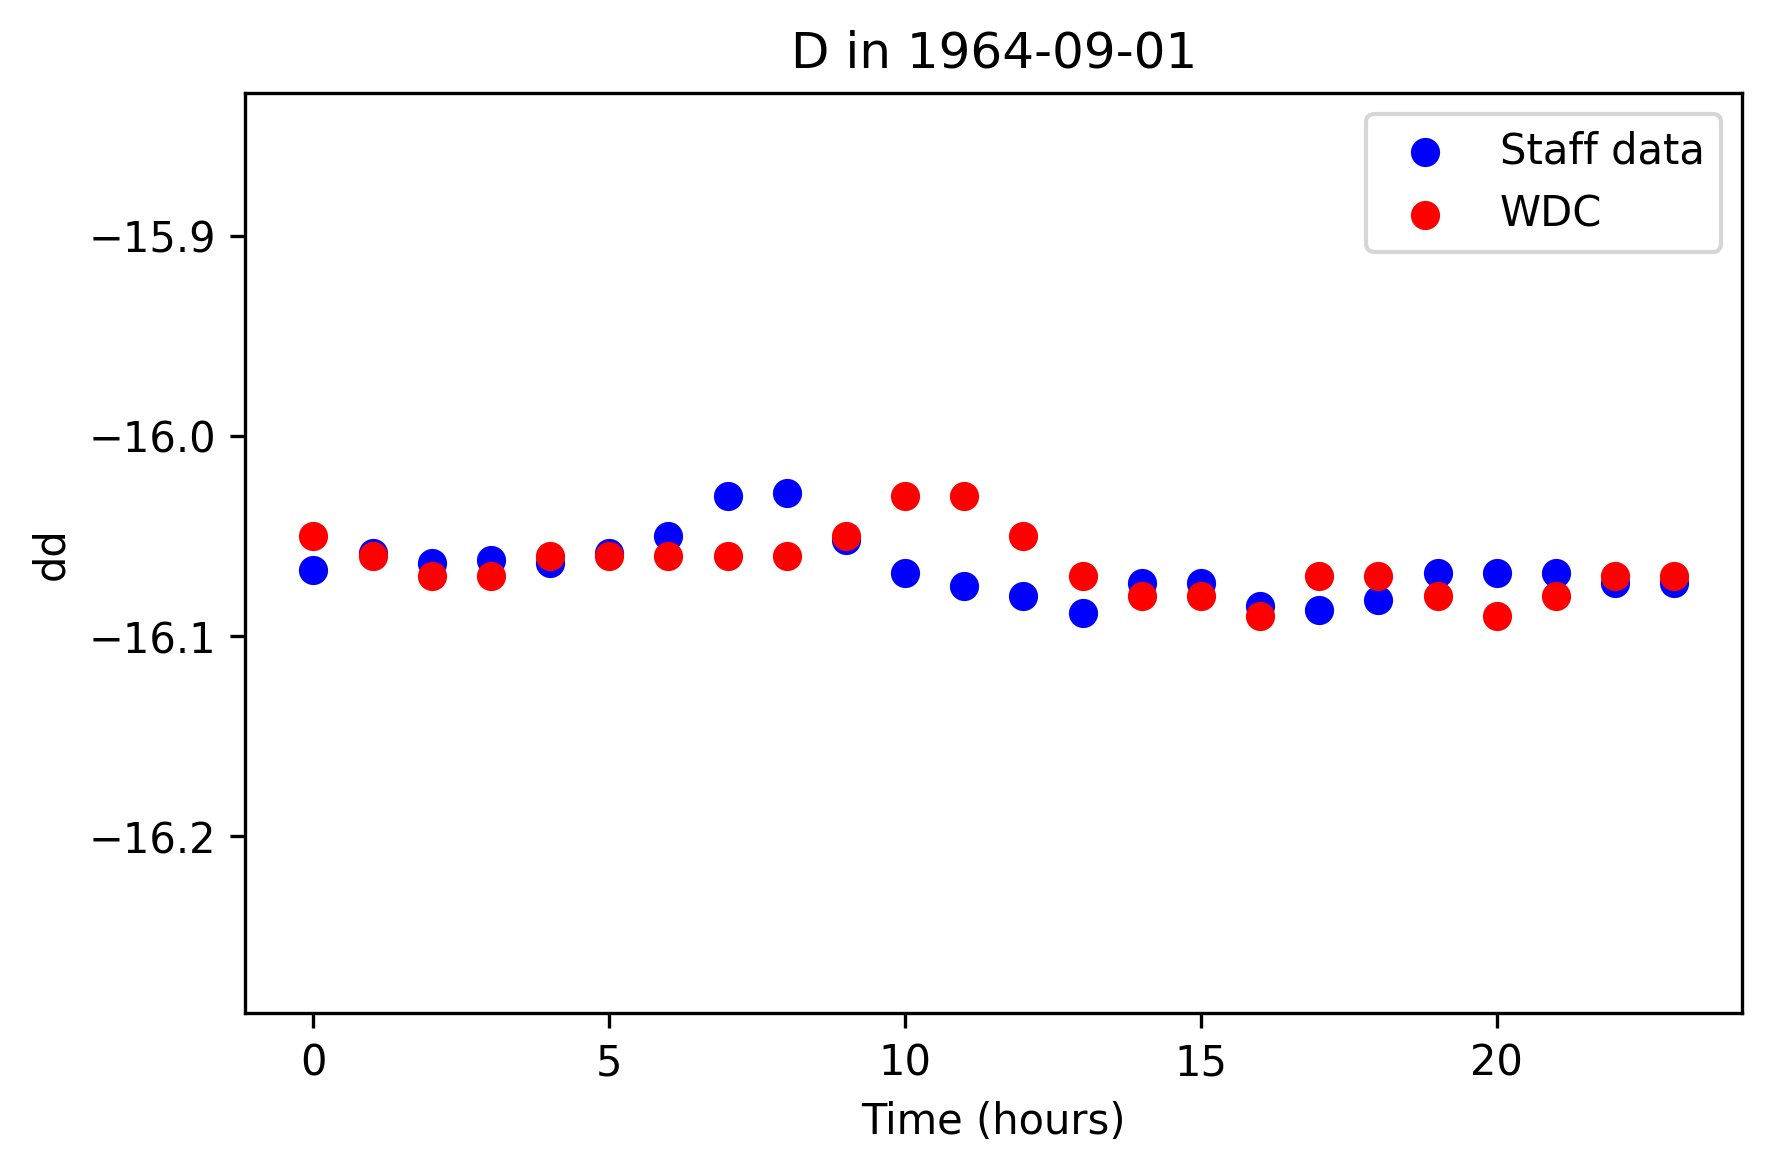 D in 1964-09-01
Staff data
WDC
dd
−15.9
−16.0
−16.1
−16.2
0 5 10 15 20
Time (hours)